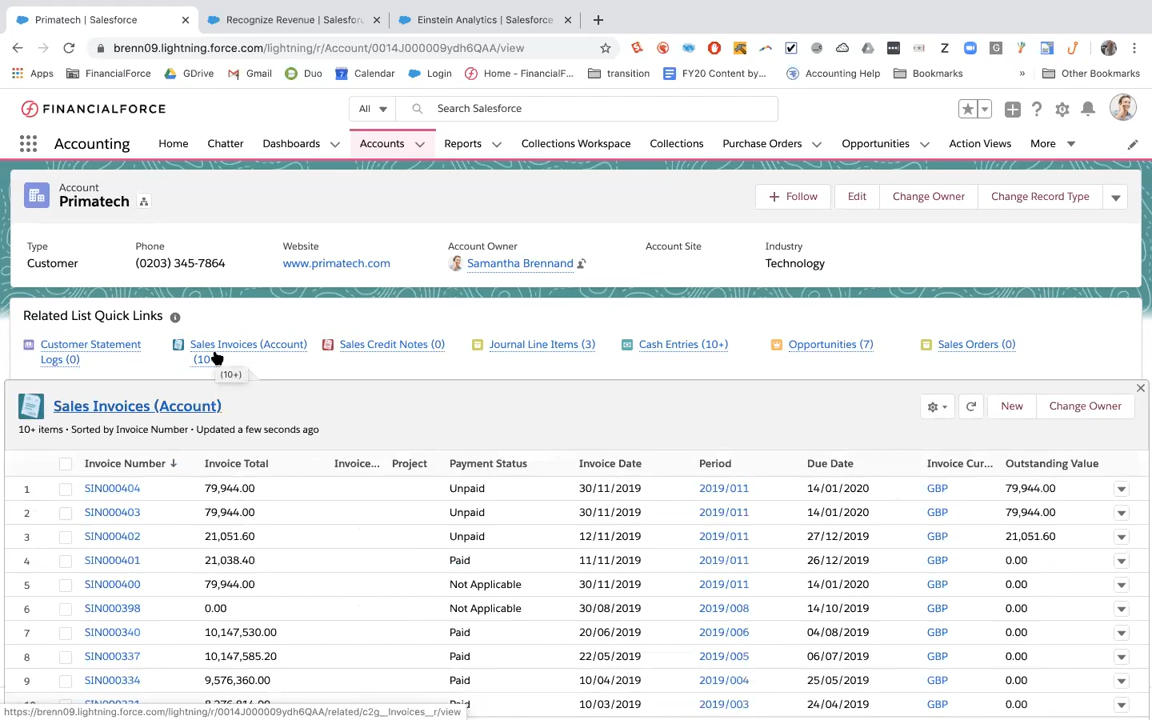 Primatech | Salesforce
Recognize Revenue | Salesforc
Einstein Analytics | Salesforce
brenn09.lightning.force.com/lightning/r/Account/0014J000009ydh6QAA/view
Apps FinancialForce GDrive Gmail Duo Calendar Login Home – FinancialF... transition FY20 Content by... Accounting Help Bookmarks » Other Bookmarks
FINANCIALFORCE All Search Salesforce
Accounting Home Chatter Dashboards Accounts Reports Collections Workspace Collections Purchase Orders Opportunities Action Views More
Account
Primatech
+ Follow Edit Change Owner Change Record Type
Type Phone Website Account Owner Account Site Industry
Customer (0203) 345-7864 www.primatech.com Samantha Brennand Technology
Related List Quick Links
Customer Statement Logs (0)
Sales Invoices (Account) (10
Sales Credit Notes (0)
Journal Line Items (3)
Cash Entries (10+)
Opportunities (7)
Sales Orders (0)
(10+)
Sales Invoices (Account)
New Change Owner
10+ items • Sorted by Invoice Number • Updated a few seconds ago
Invoice Number ↓ Invoice Total Invoice... Project Payment Status Invoice Date Period Due Date Invoice Cur... Outstanding Value
1 SIN000404 79,944.00 Unpaid 30/11/2019 2019/011 14/01/2020 GBP 79,944.00
2 SIN000403 79,944.00 Unpaid 30/11/2019 2019/011 14/01/2020 GBP 79,944.00
3 SIN000402 21,051.60 Unpaid 12/11/2019 2019/011 27/12/2019 GBP 21,051.60
4 SIN000401 21,038.40 Paid 11/11/2019 2019/011 26/12/2019 GBP 0.00
5 SIN000400 79,944.00 Not Applicable 30/11/2019 2019/011 14/01/2020 GBP 0.00
6 SIN000398 0.00 Not Applicable 30/08/2019 2019/008 14/10/2019 GBP 0.00
7 SIN000340 10,147,530.00 Paid 20/06/2019 2019/006 04/08/2019 GBP 0.00
8 SIN000337 10,147,585.20 Paid 22/05/2019 2019/005 06/07/2019 GBP 0.00
9 SIN000334 9,576,360.00 Paid 10/04/2019 2019/004 25/05/2019 GBP 0.00
Paid 10/03/2019 2019/003 24/04/2019 GBP 0.00
https://brenn09.lightning.force.com/lightning/r/0014J000009ydh6QAA/related/c2g__Invoices__r/view